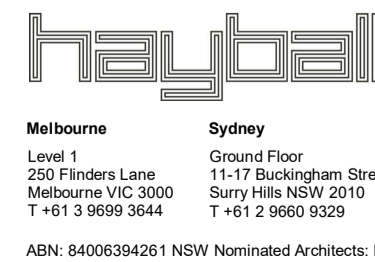 hayball
Melbourne
Level 1
250 Flinders Lane
Melbourne VIC 3000
T +61 3 9699 3644
Sydney
Ground Floor
11-17 Buckingham Stre
Surry Hills NSW 2010
T +61 2 9660 9329
ABN: 84006394261 NSW Nominated Architects: